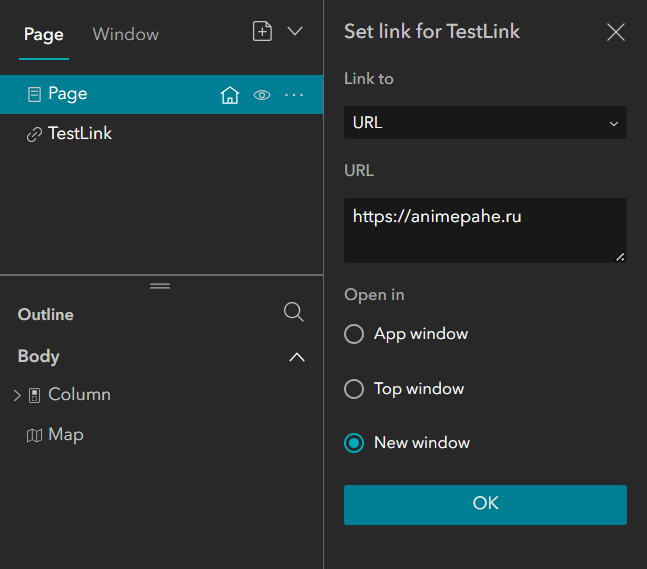 Page Window
Page
TestLink
Outline
Body
Column
Map
Set link for TestLink
Link to
URL
URL
https://animepahe.ru
Open in
App window
Top window
New window
OK